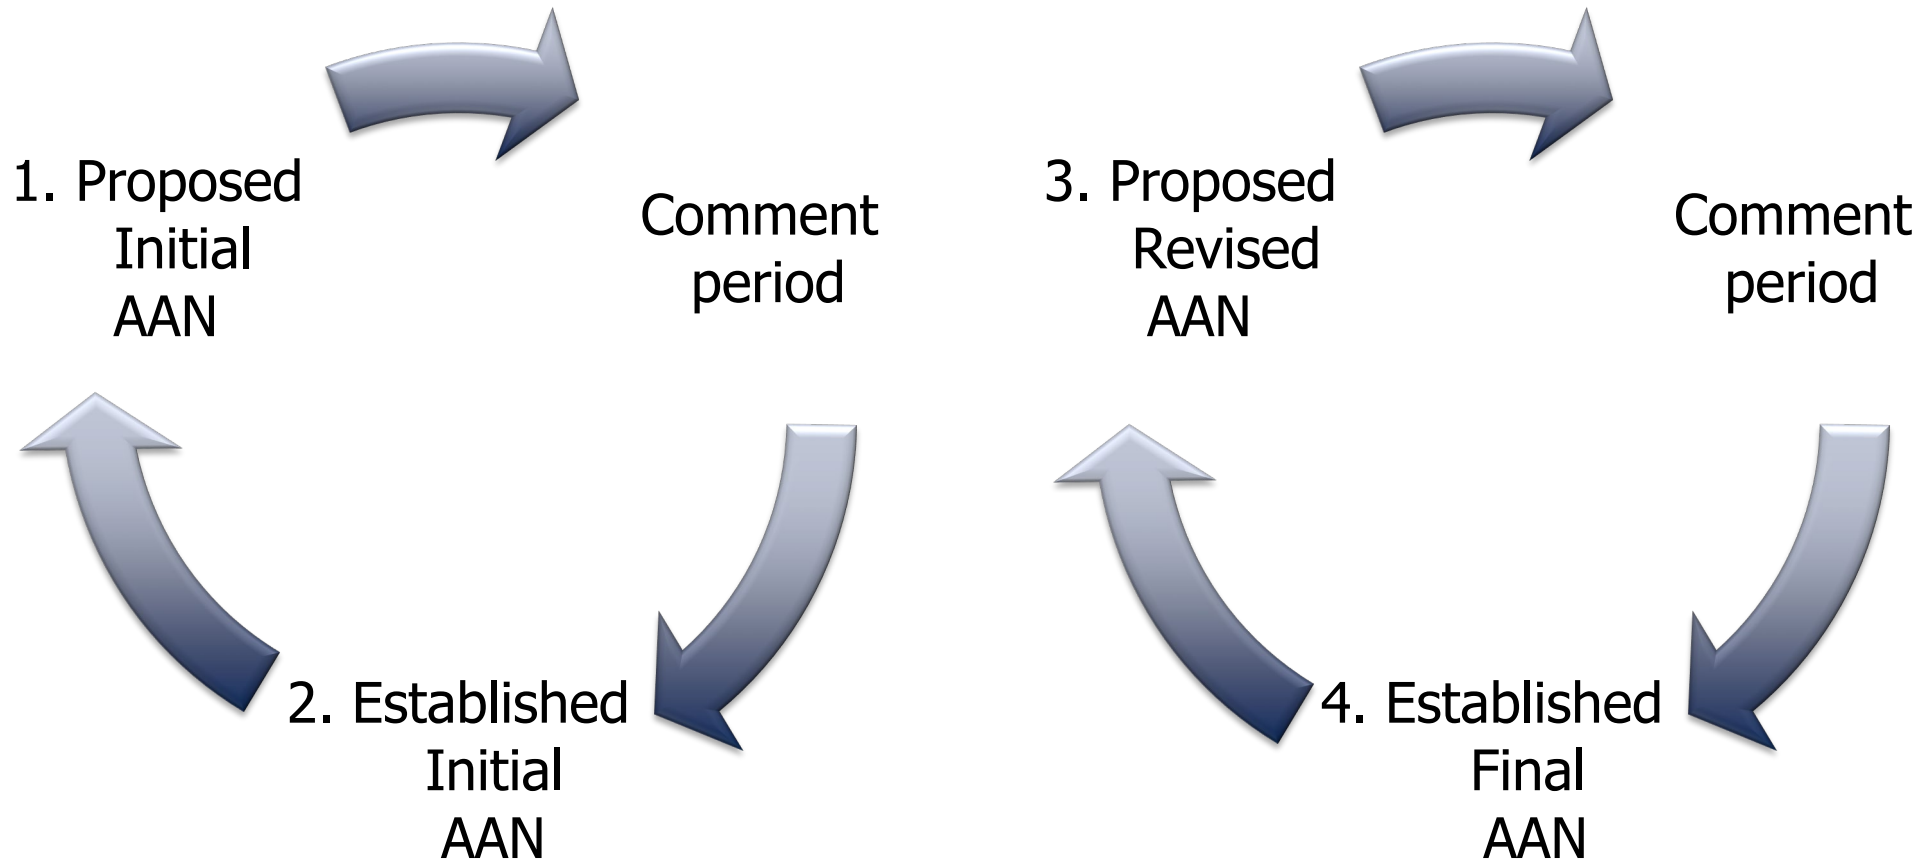 1. Proposed
Initial
AAN
Comment
period
2. Established
Initial
AAN
3. Proposed
Revised
AAN
Comment
period
4. Established
Final
AAN